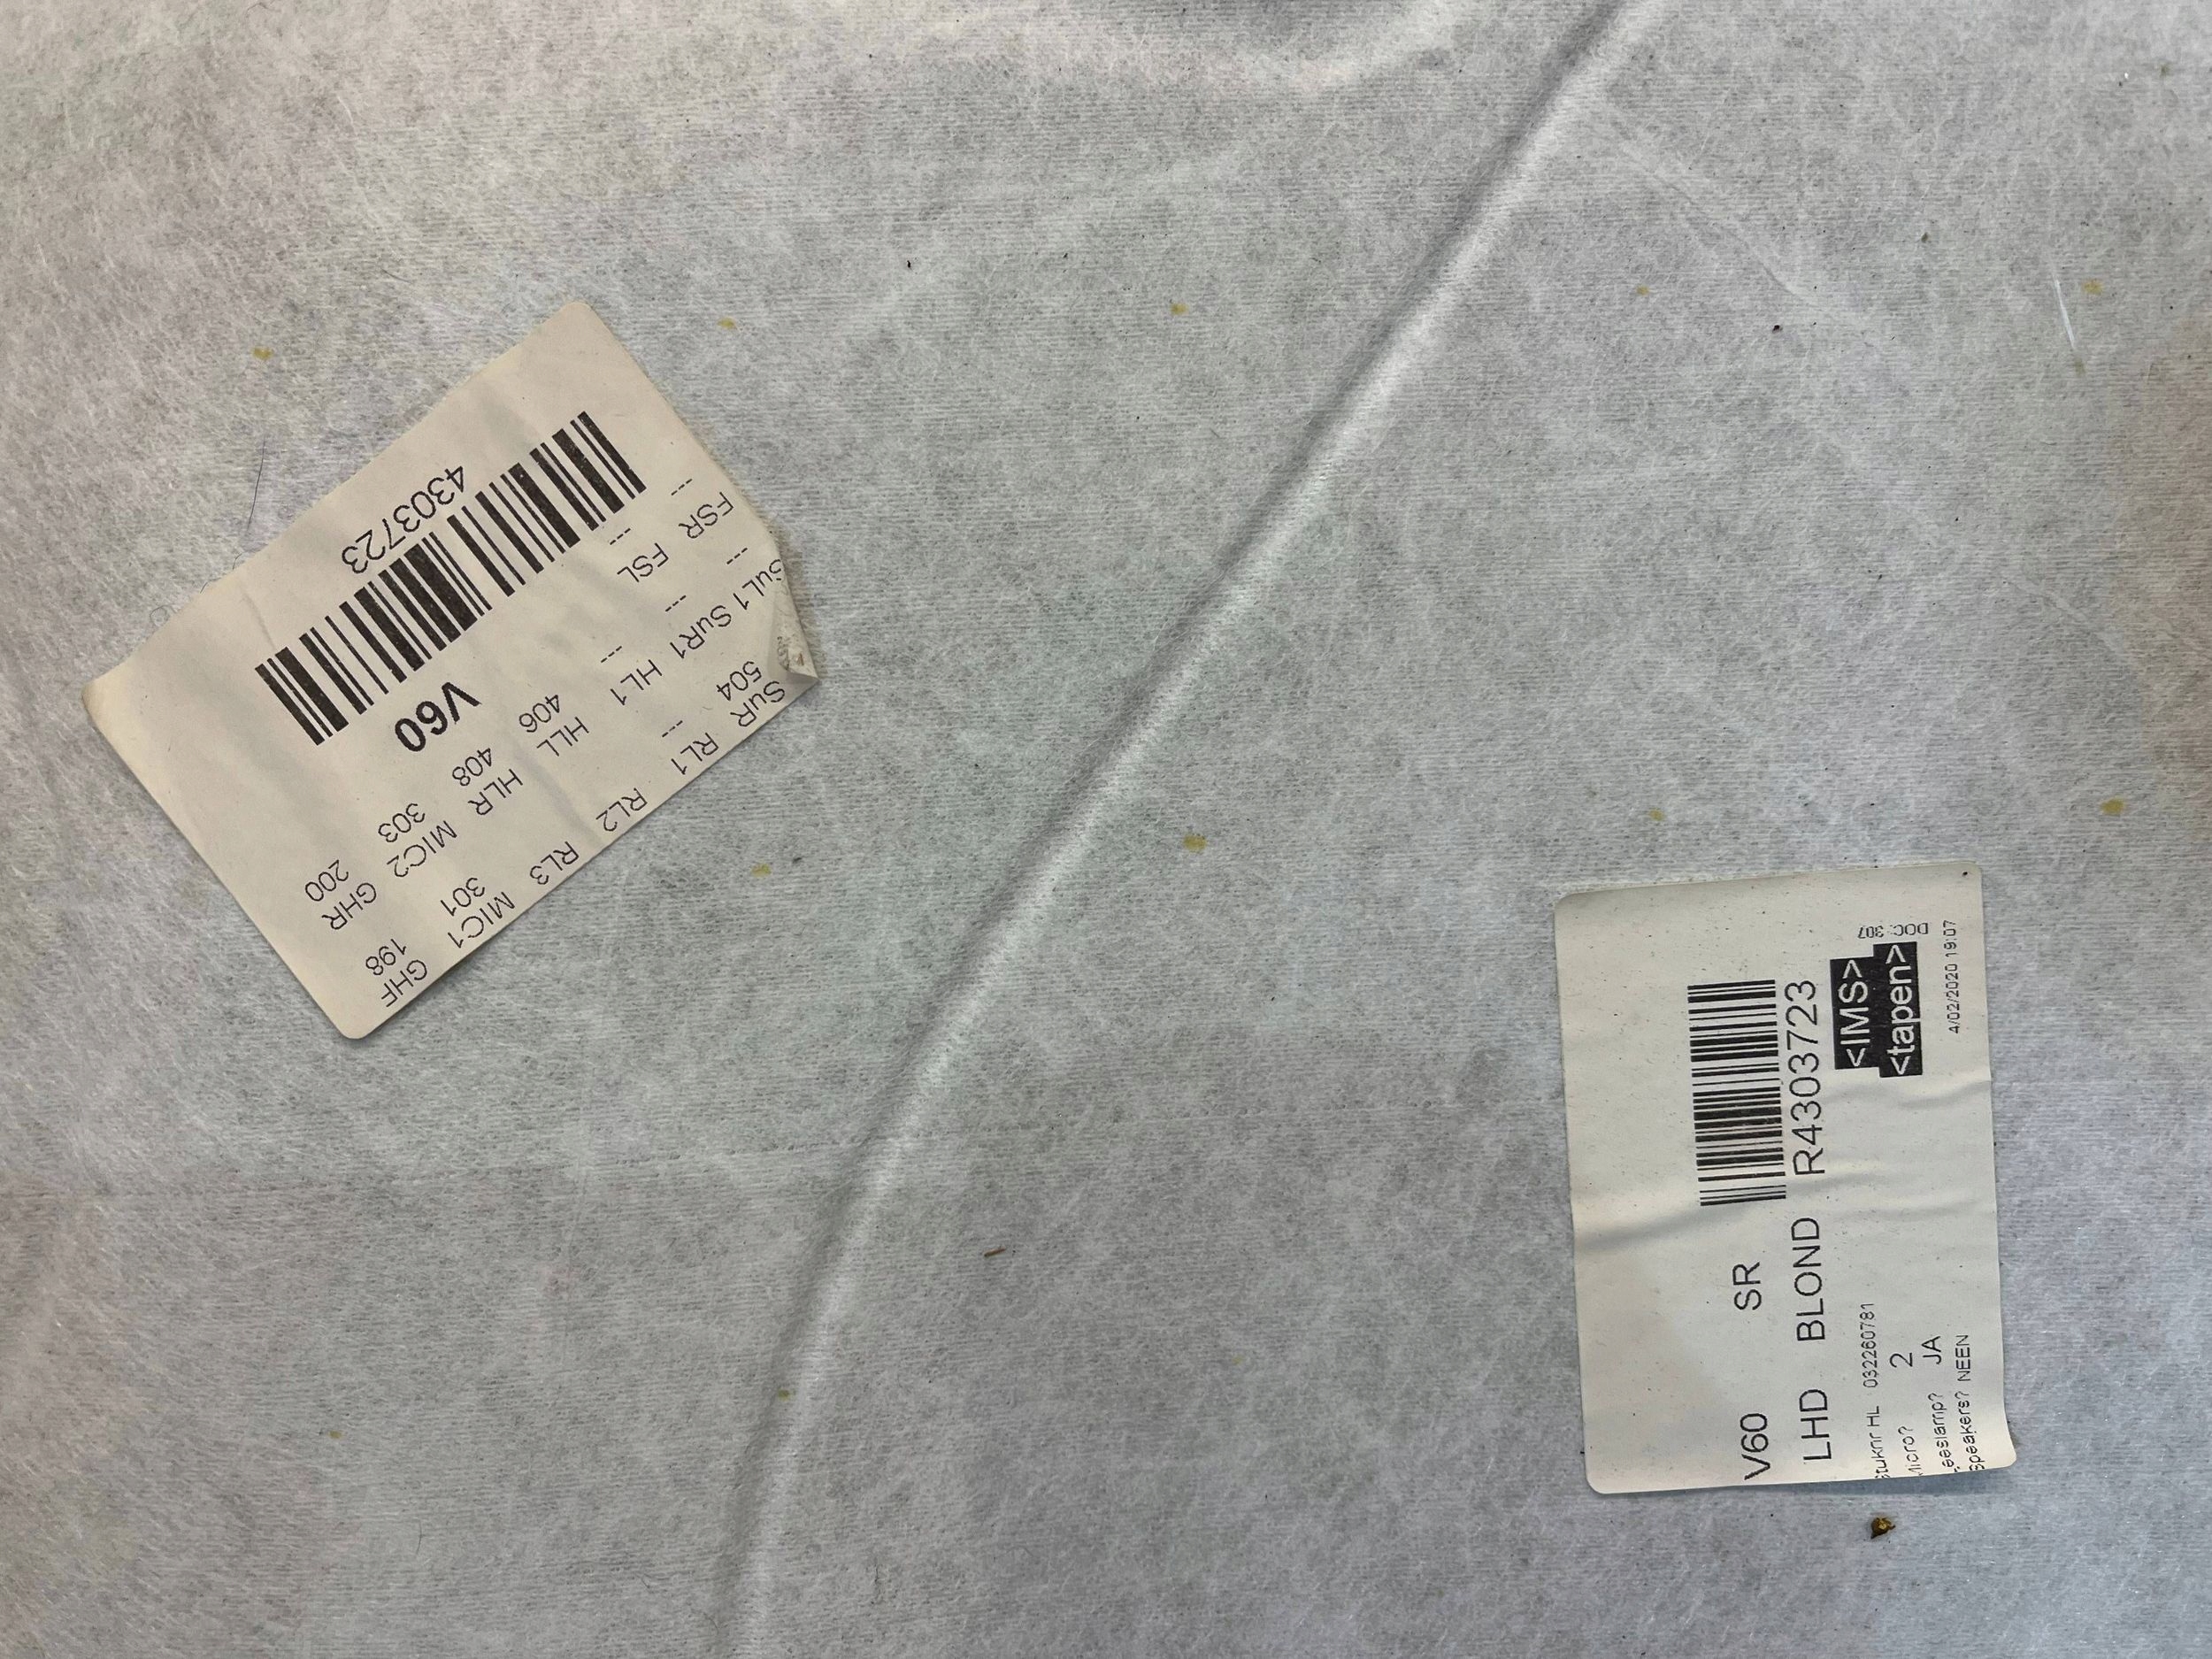 SuR RL1 RL2 RL3 MIC1 GHF
504 --- 301 198
SuL1 SuR1 HL1 HLL HLR MIC2 GHR
--- --- --- 406 408 303 200
FSR FSL
--- ---
V60
4303723
V60 SR
LHD BLOND R4303723
Stuknr HL 032260781
<IMS>
Micro? 2
<tapen>
Leeslamp? JA
Speakers? NEEN
4/02/2020 19:07
DOC: 307